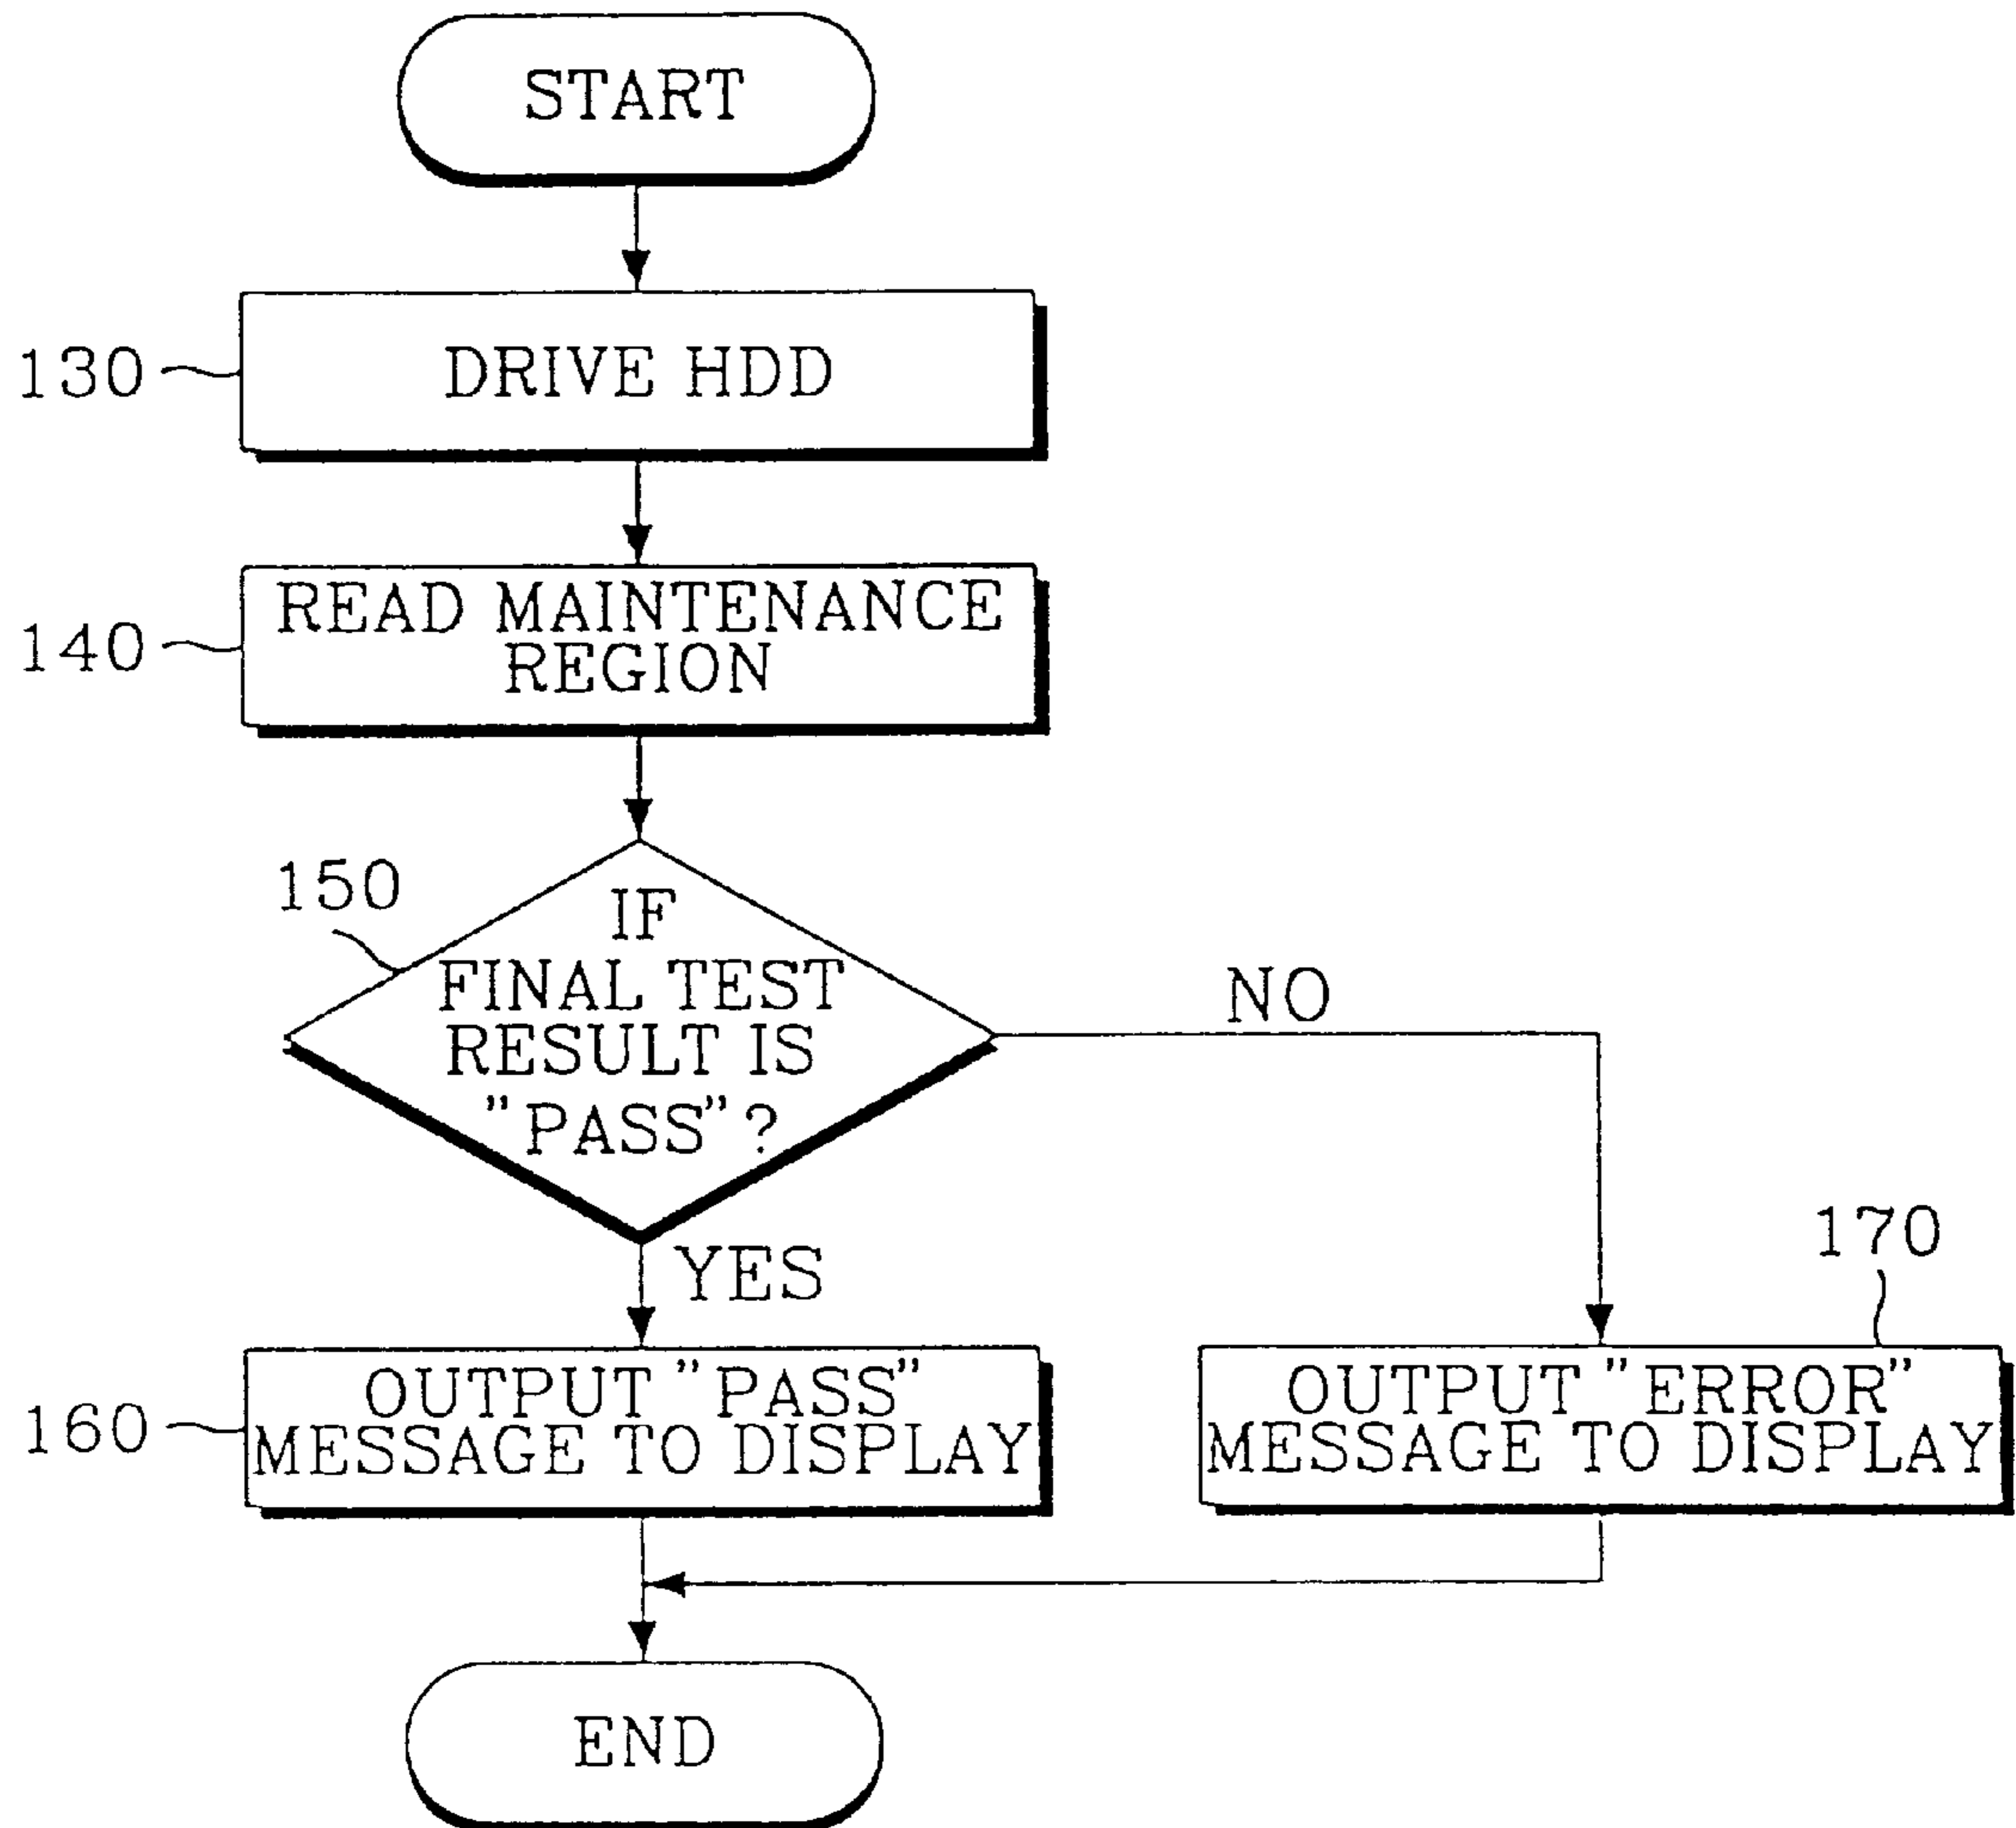 START
130
DRIVE HDD
140
READ MAINTENANCE
REGION
150
IF
FINAL TEST
RESULT IS
"PASS"?
NO
YES
170
160
OUTPUT "PASS"
MESSAGE TO DISPLAY
OUTPUT "ERROR"
MESSAGE TO DISPLAY
END